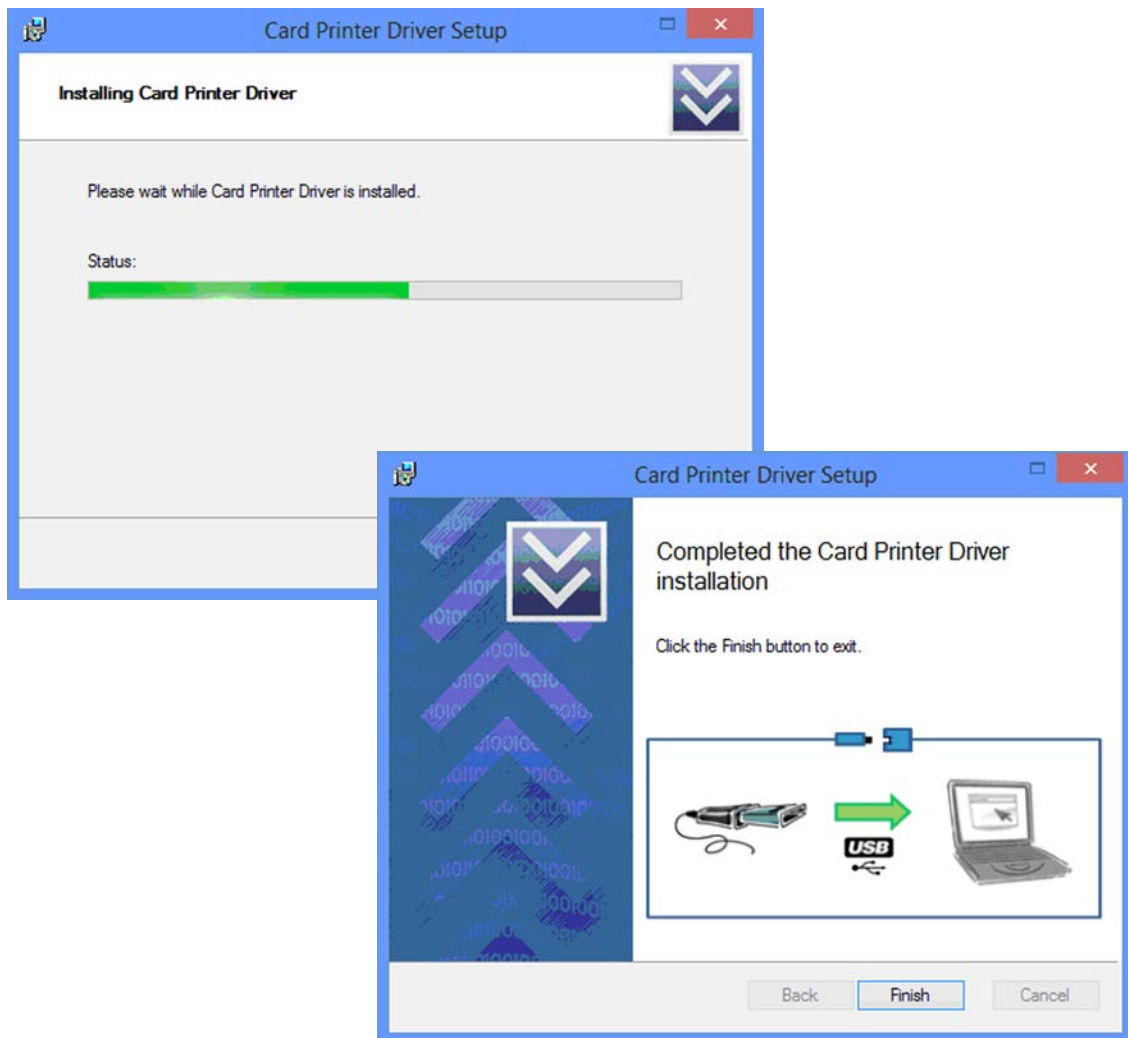 Card Printer Driver Setup
Installing Card Printer Driver
Please wait while Card Printer Driver is installed.
Status:
Card Printer Driver Setup
Completed the Card Printer Driver
installation
Click the Finish button to exit.
USB
Back Finish Cancel